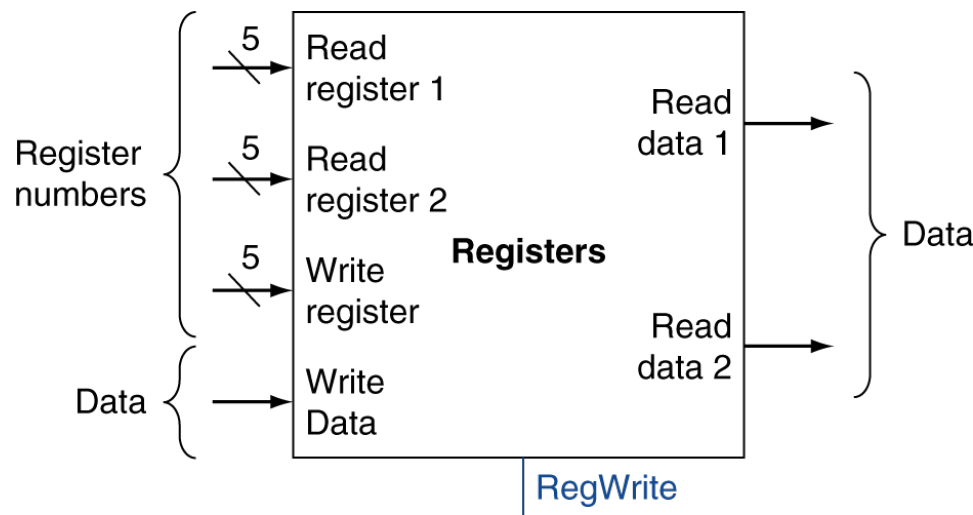 Register
numbers
Data
5
Read
register 1
5
Read
register 2
5
Write
register
Write
Data
Registers
Read
data 1
Read
data 2
Data
RegWrite